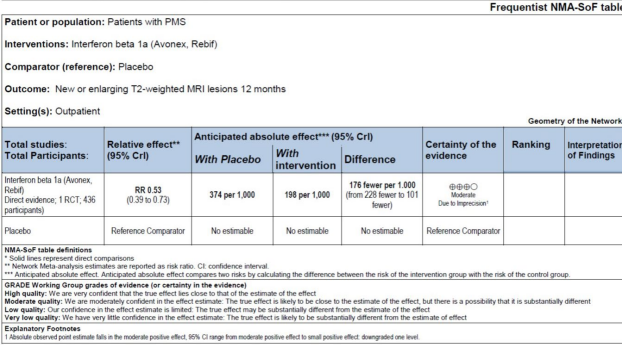 Frequentist NMA-SoF table
Patient or population: Patients with PMS
Interventions: Interferon beta 1a (Avonex, Rebif)
Comparator (reference): Placebo
Outcome: New or enlarging T2-weighted MRI lesions 12 months
Setting(s): Outpatient
Geometry of the Network
Total studies:
Total Participants:
Relative effect**
(95% CrI)
Anticipated absolute effect*** (95% CrI)
With Placebo
With
intervention
Difference
Certainty of the
evidence
Ranking
Interpretation
of Findings
Interferon beta 1a (Avonex,
Rebif)
Direct evidence; 1 RCT; 436
participants)
RR 0.53
(0.39 to 0.73)
374 per 1,000
198 per 1,000
176 fewer per 1.000
(from 228 fewer to 101
fewer)
⊕⊕⊕◯
Moderate
Due to Imprecision¹
Placebo
Reference Comparator
No estimable
No estimable
No estimable
Reference Comparator
NMA-SoF table definitions
* Solid lines represent direct comparisons
** Network Meta-analysis estimates are reported as risk ratio. CI: confidence interval.
*** Anticipated absolute effect. Anticipated absolute effect compares two risks by calculating the difference between the risk of the intervention group with the risk of the control group.
GRADE Working Group grades of evidence (or certainty in the evidence)
High quality: We are very confident that the true effect lies close to that of the estimate of the effect
Moderate quality: We are moderately confident in the effect estimate: The true effect is likely to be close to the estimate of the effect, but there is a possibility that it is substantially different
Low quality: Our confidence in the effect estimate is limited: The true effect may be substantially different from the estimate of the effect
Very low quality: We have very little confidence in the effect estimate: The true effect is likely to be substantially different from the estimate of effect
Explanatory Footnotes
1 Absolute observed point estimate falls in the moderate positive effect, 95% CI range from moderate positive effect to small positive effect: downgraded one level.